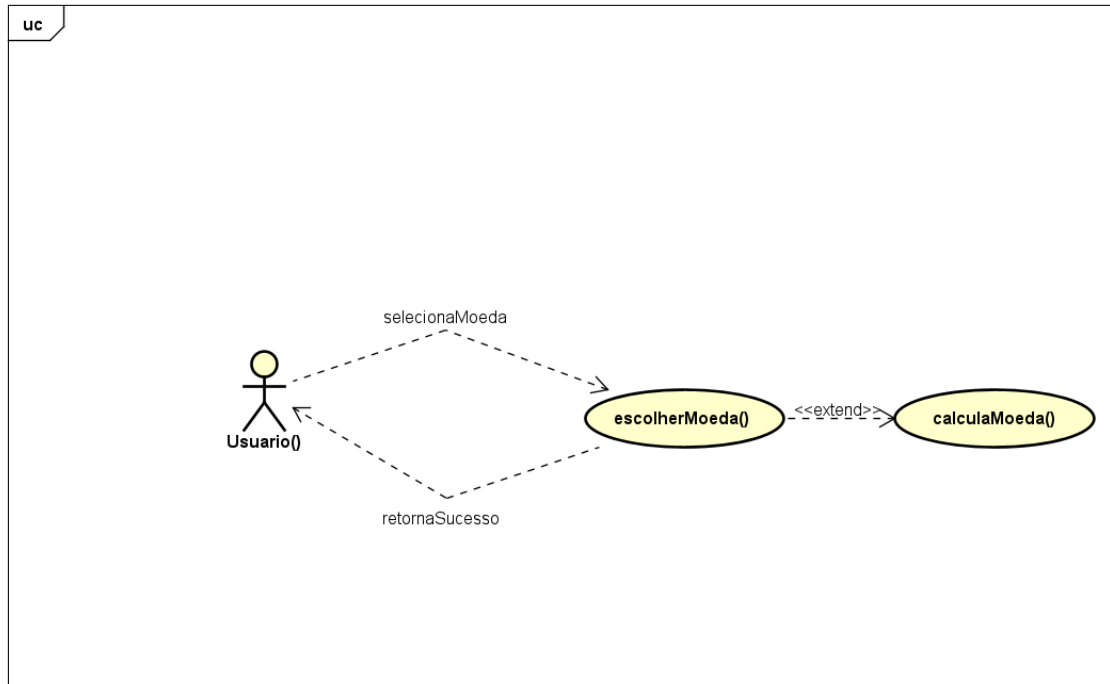 uc
selecionaMoeda
Usuario()
escolherMoeda()
<<extend>>
calculaMoeda()
retornaSucesso